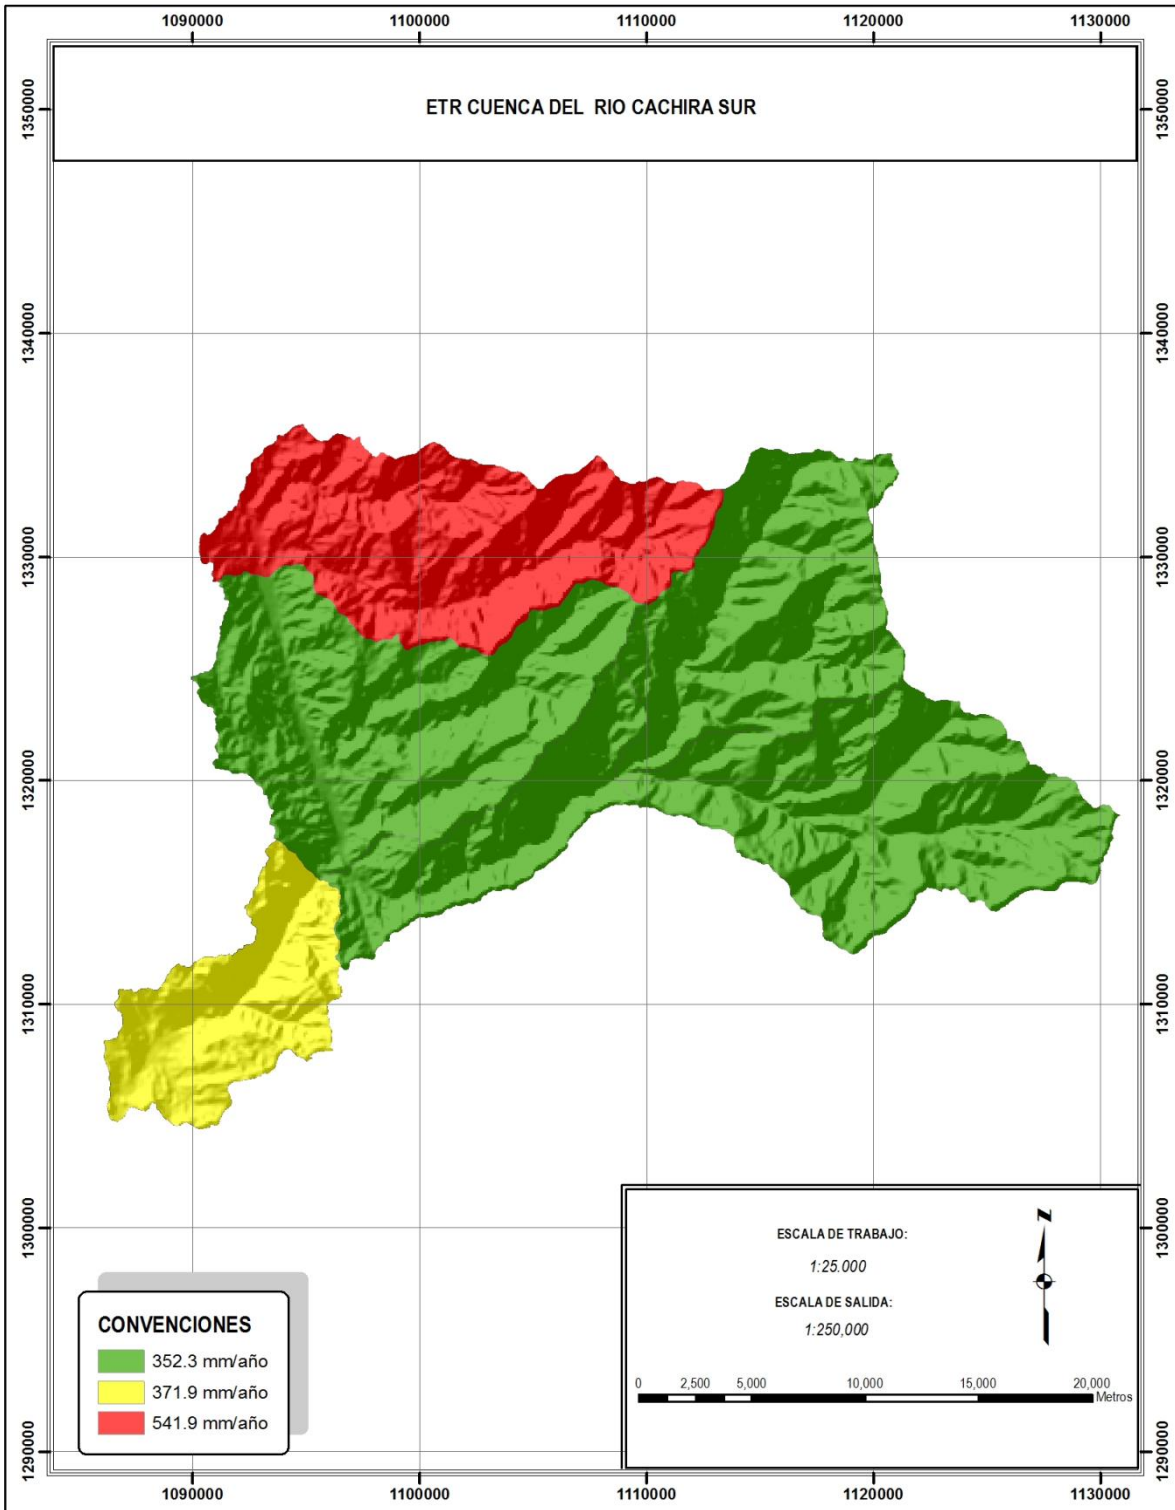 1090000 1100000 1110000 1120000 1130000
ETR CUENCA DEL RIO CACHIRA SUR
1350000 1350000
1340000 1340000
1330000 1330000
1320000 1320000
1310000 1310000
1300000 1300000
1290000 1290000
CONVENCIONES
352.3 mm/año
371.9 mm/año
541.9 mm/año
ESCALA DE TRABAJO:
1:25.000
ESCALA DE SALIDA:
1:250,000
N
0 2,500 5,000 10,000 15,000 20,000
Metros
1090000 1100000 1110000 1120000 1130000